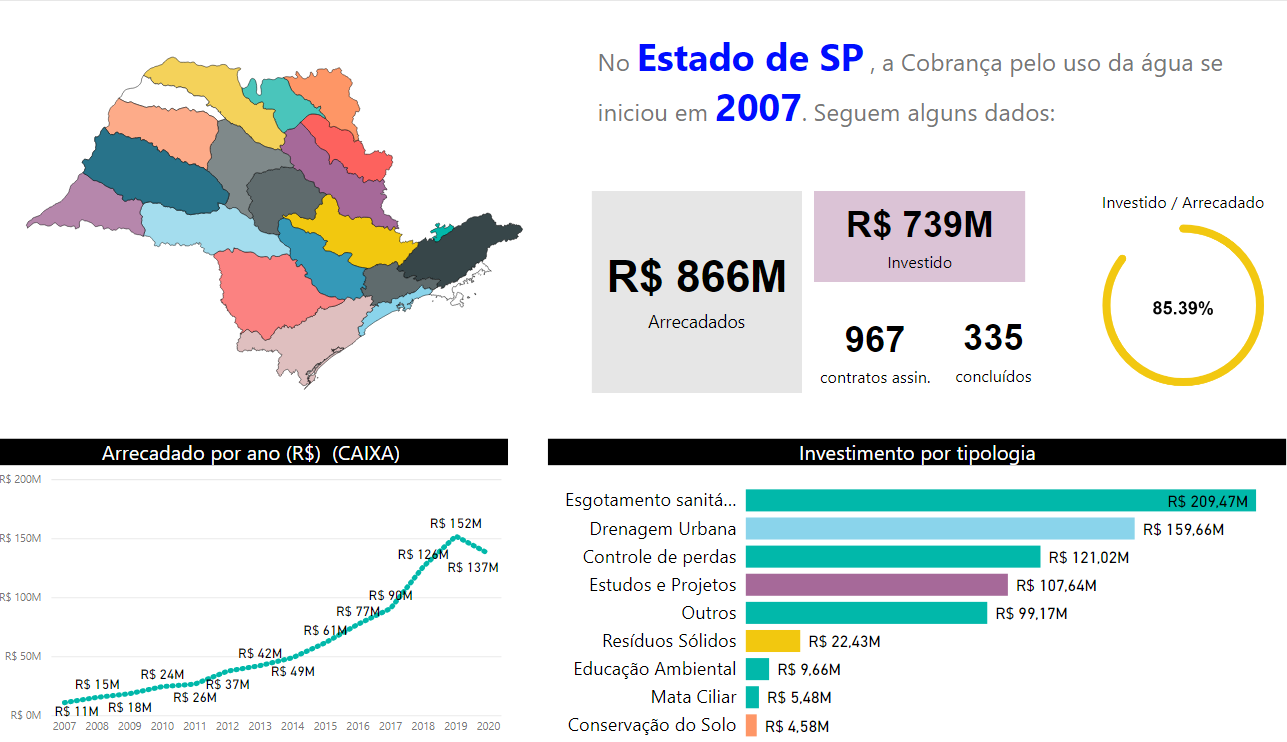 No Estado de SP , a Cobrança pelo uso da água se
iniciou em 2007. Seguem alguns dados:
R$ 866M
Arrecadados
R$ 739M
Investido
967
contratos assin.
335
concluídos
Investido / Arrecadado
85.39%
Arrecadado por ano (R$) (CAIXA)
R$ 200M
R$ 150M
R$ 100M
R$ 50M
R$ 0M
R$ 11M
R$ 15M
R$ 18M
R$ 24M
R$ 26M
R$ 37M
R$ 42M
R$ 49M
R$ 61M
R$ 77M
R$ 90M
R$ 126M
R$ 152M
R$ 137M
2007 2008 2009 2010 2011 2012 2013 2014 2015 2016 2017 2018 2019 2020
Investimento por tipologia
Esgotamento sanitá... R$ 209,47M
Drenagem Urbana R$ 159,66M
Controle de perdas R$ 121,02M
Estudos e Projetos R$ 107,64M
Outros R$ 99,17M
Resíduos Sólidos R$ 22,43M
Educação Ambiental R$ 9,66M
Mata Ciliar R$ 5,48M
Conservação do Solo R$ 4,58M